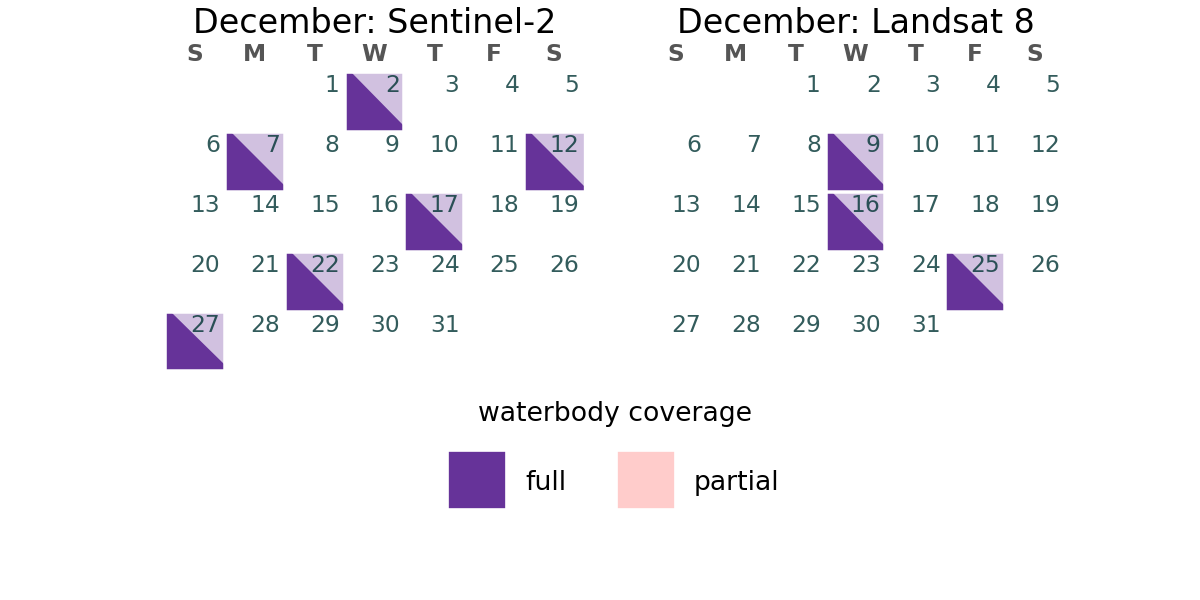 December: Sentinel-2
S M T W T F S
1 2 3 4 5
6 7 8 9 10 11 12
13 14 15 16 17 18 19
20 21 22 23 24 25 26
27 28 29 30 31
December: Landsat 8
S M T W T F S
1 2 3 4 5
6 7 8 9 10 11 12
13 14 15 16 17 18 19
20 21 22 23 24 25 26
27 28 29 30 31
waterbody coverage
full
partial